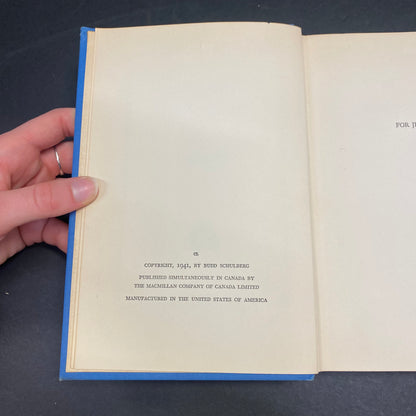 COPYRIGHT, 1941, BY BUDD SCHULBERG
PUBLISHED SIMULTANEOUSLY IN CANADA BY
THE MACMILLAN COMPANY OF CANADA LIMITED
MANUFACTURED IN THE UNITED STATES OF AMERICA
FOR